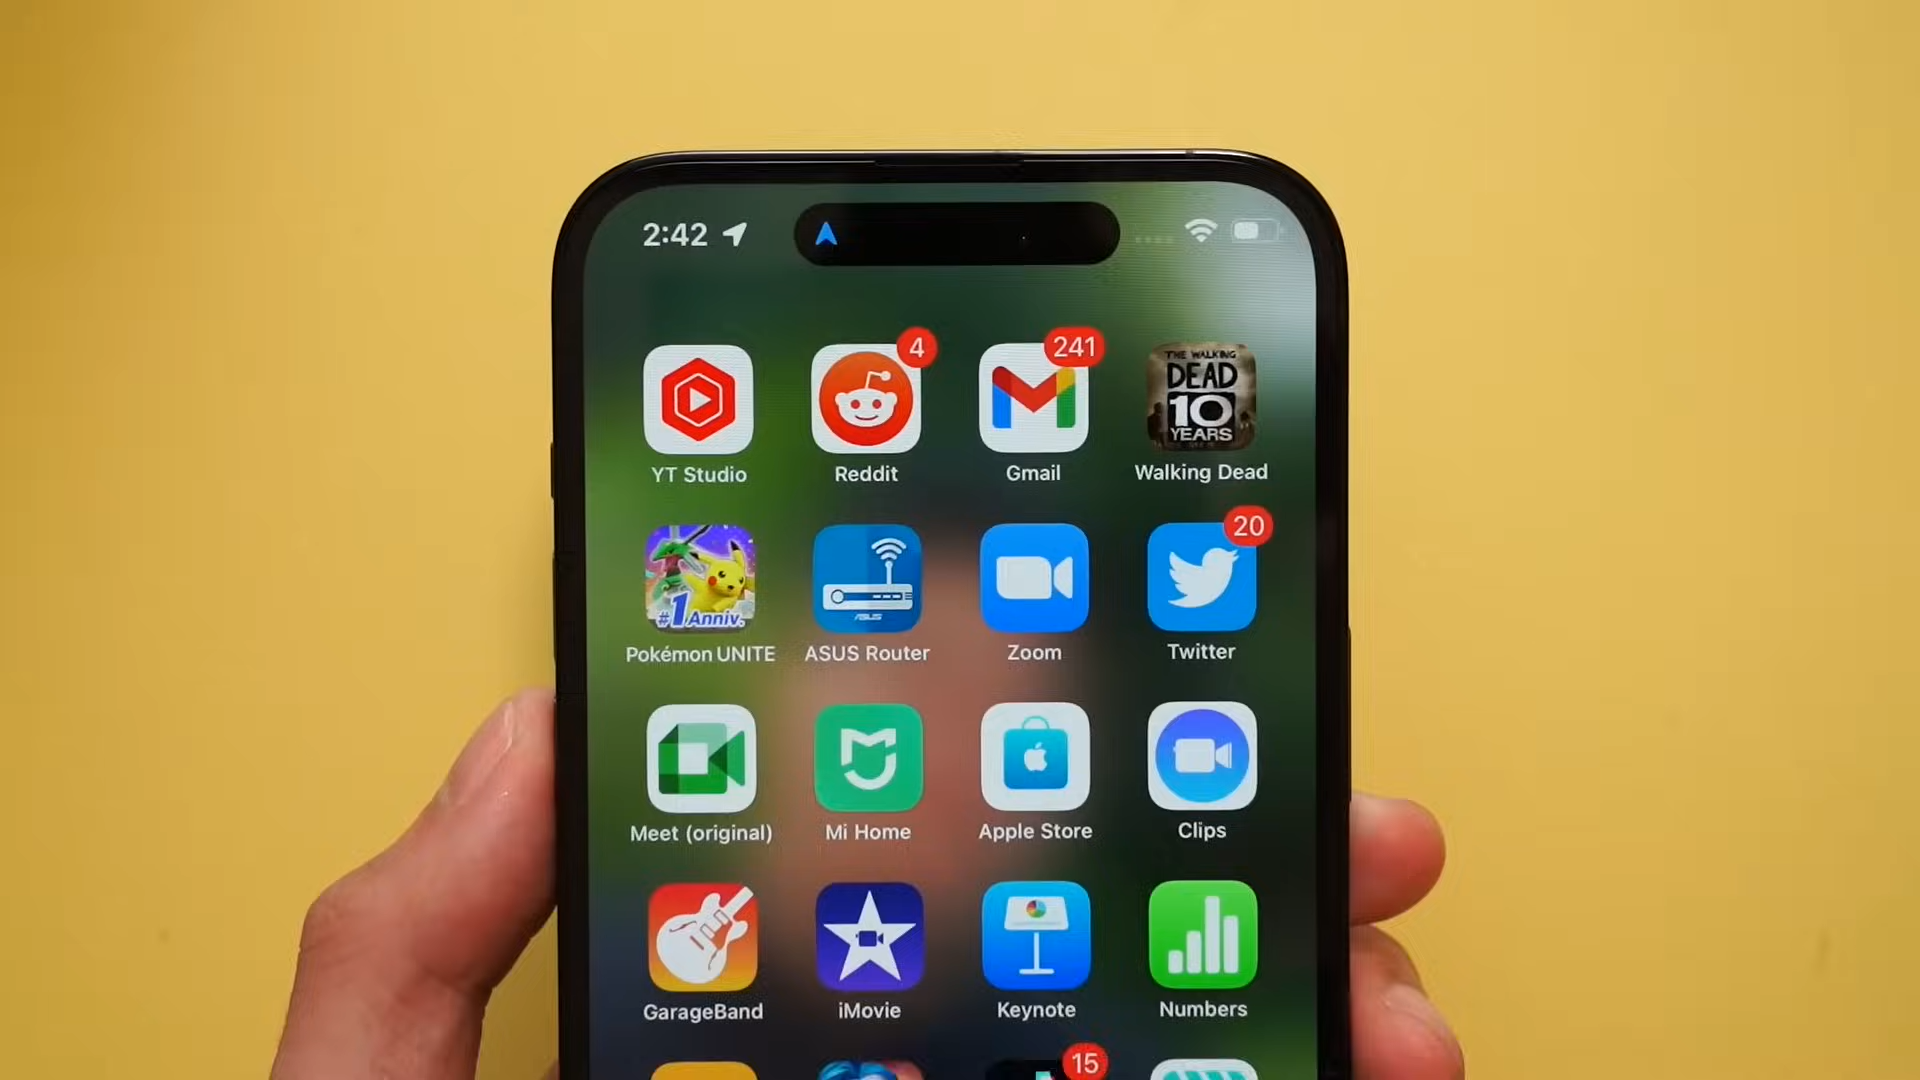 2:42
4
241
THE WALKING
DEAD
10
YEARS
YT Studio
Reddit
Gmail
Walking Dead
20
#1 Anniv.
ASUS
Pokémon UNITE
ASUS Router
Zoom
Twitter
Meet (original)
Mi Home
Apple Store
Clips
GarageBand
iMovie
Keynote
Numbers
15